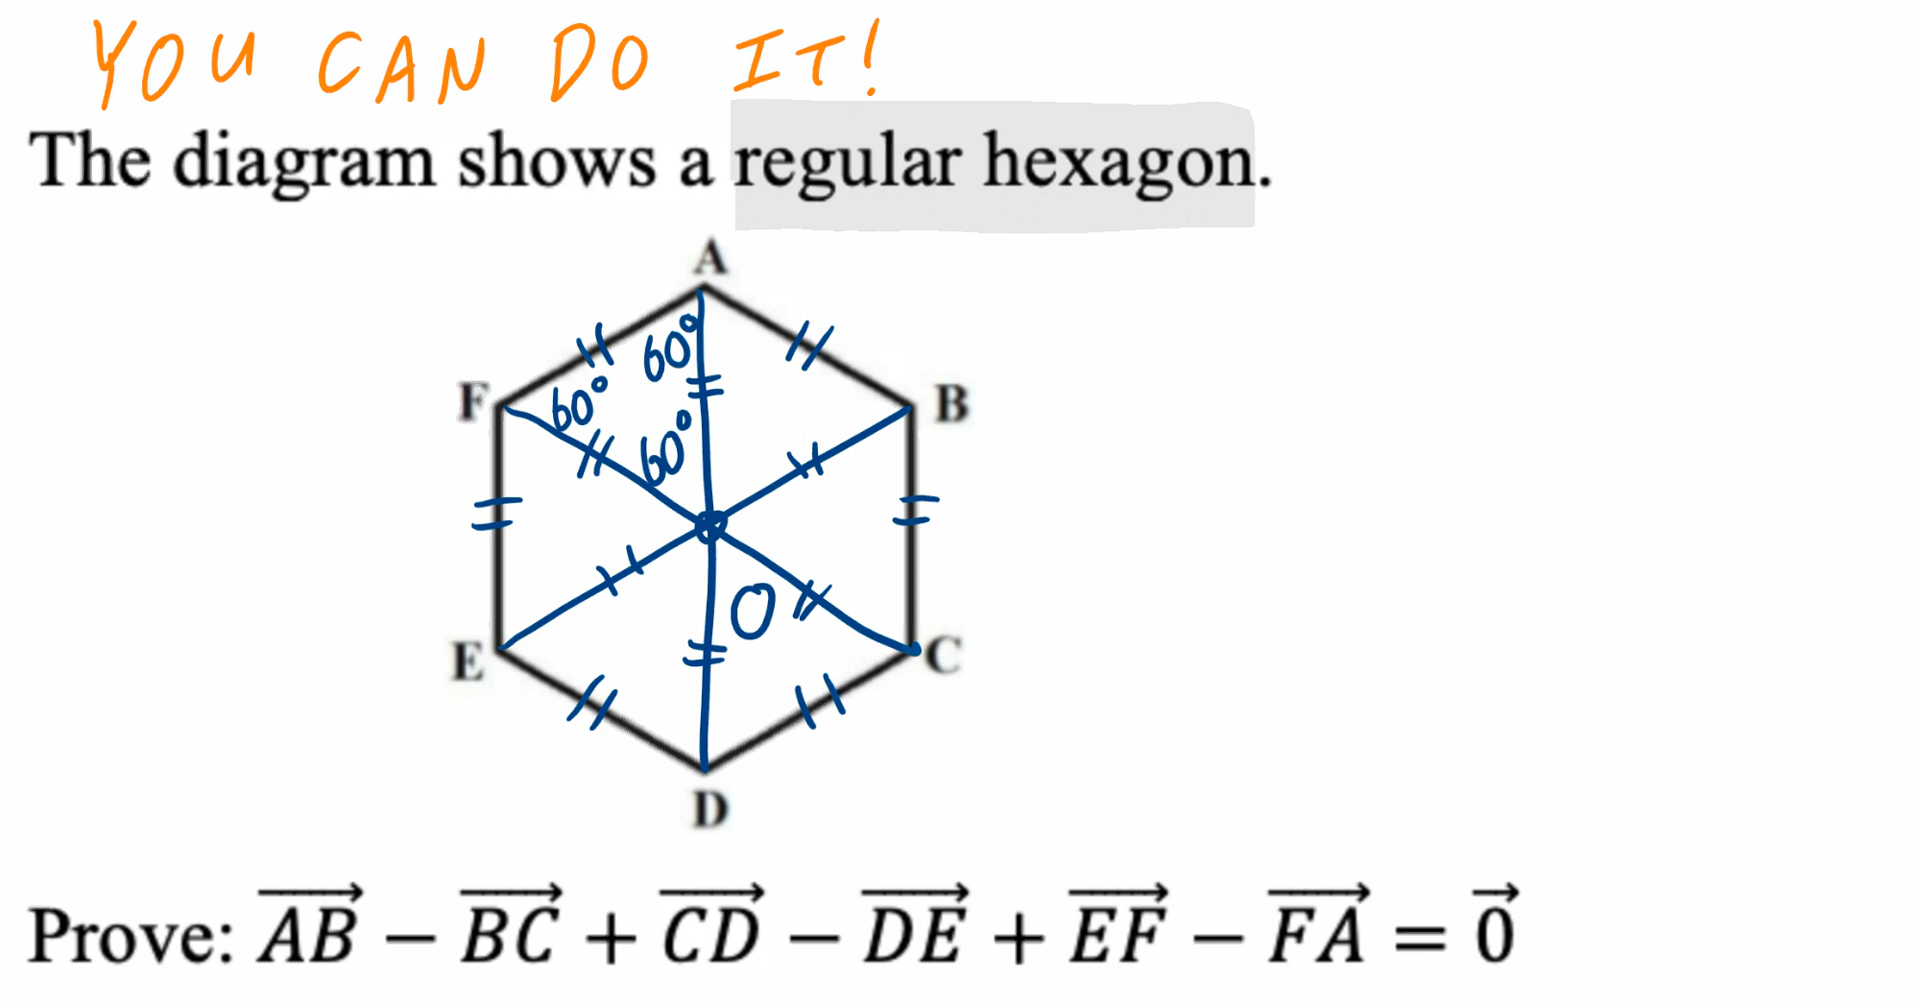 YOU CAN DO IT!
The diagram shows a regular hexagon.
A
60°
F 60° B
60°
O
E C
D
Prove: $\overrightarrow{AB} - \overrightarrow{BC} + \overrightarrow{CD} - \overrightarrow{DE} + \overrightarrow{EF} - \overrightarrow{FA} = \overrightarrow{0}$